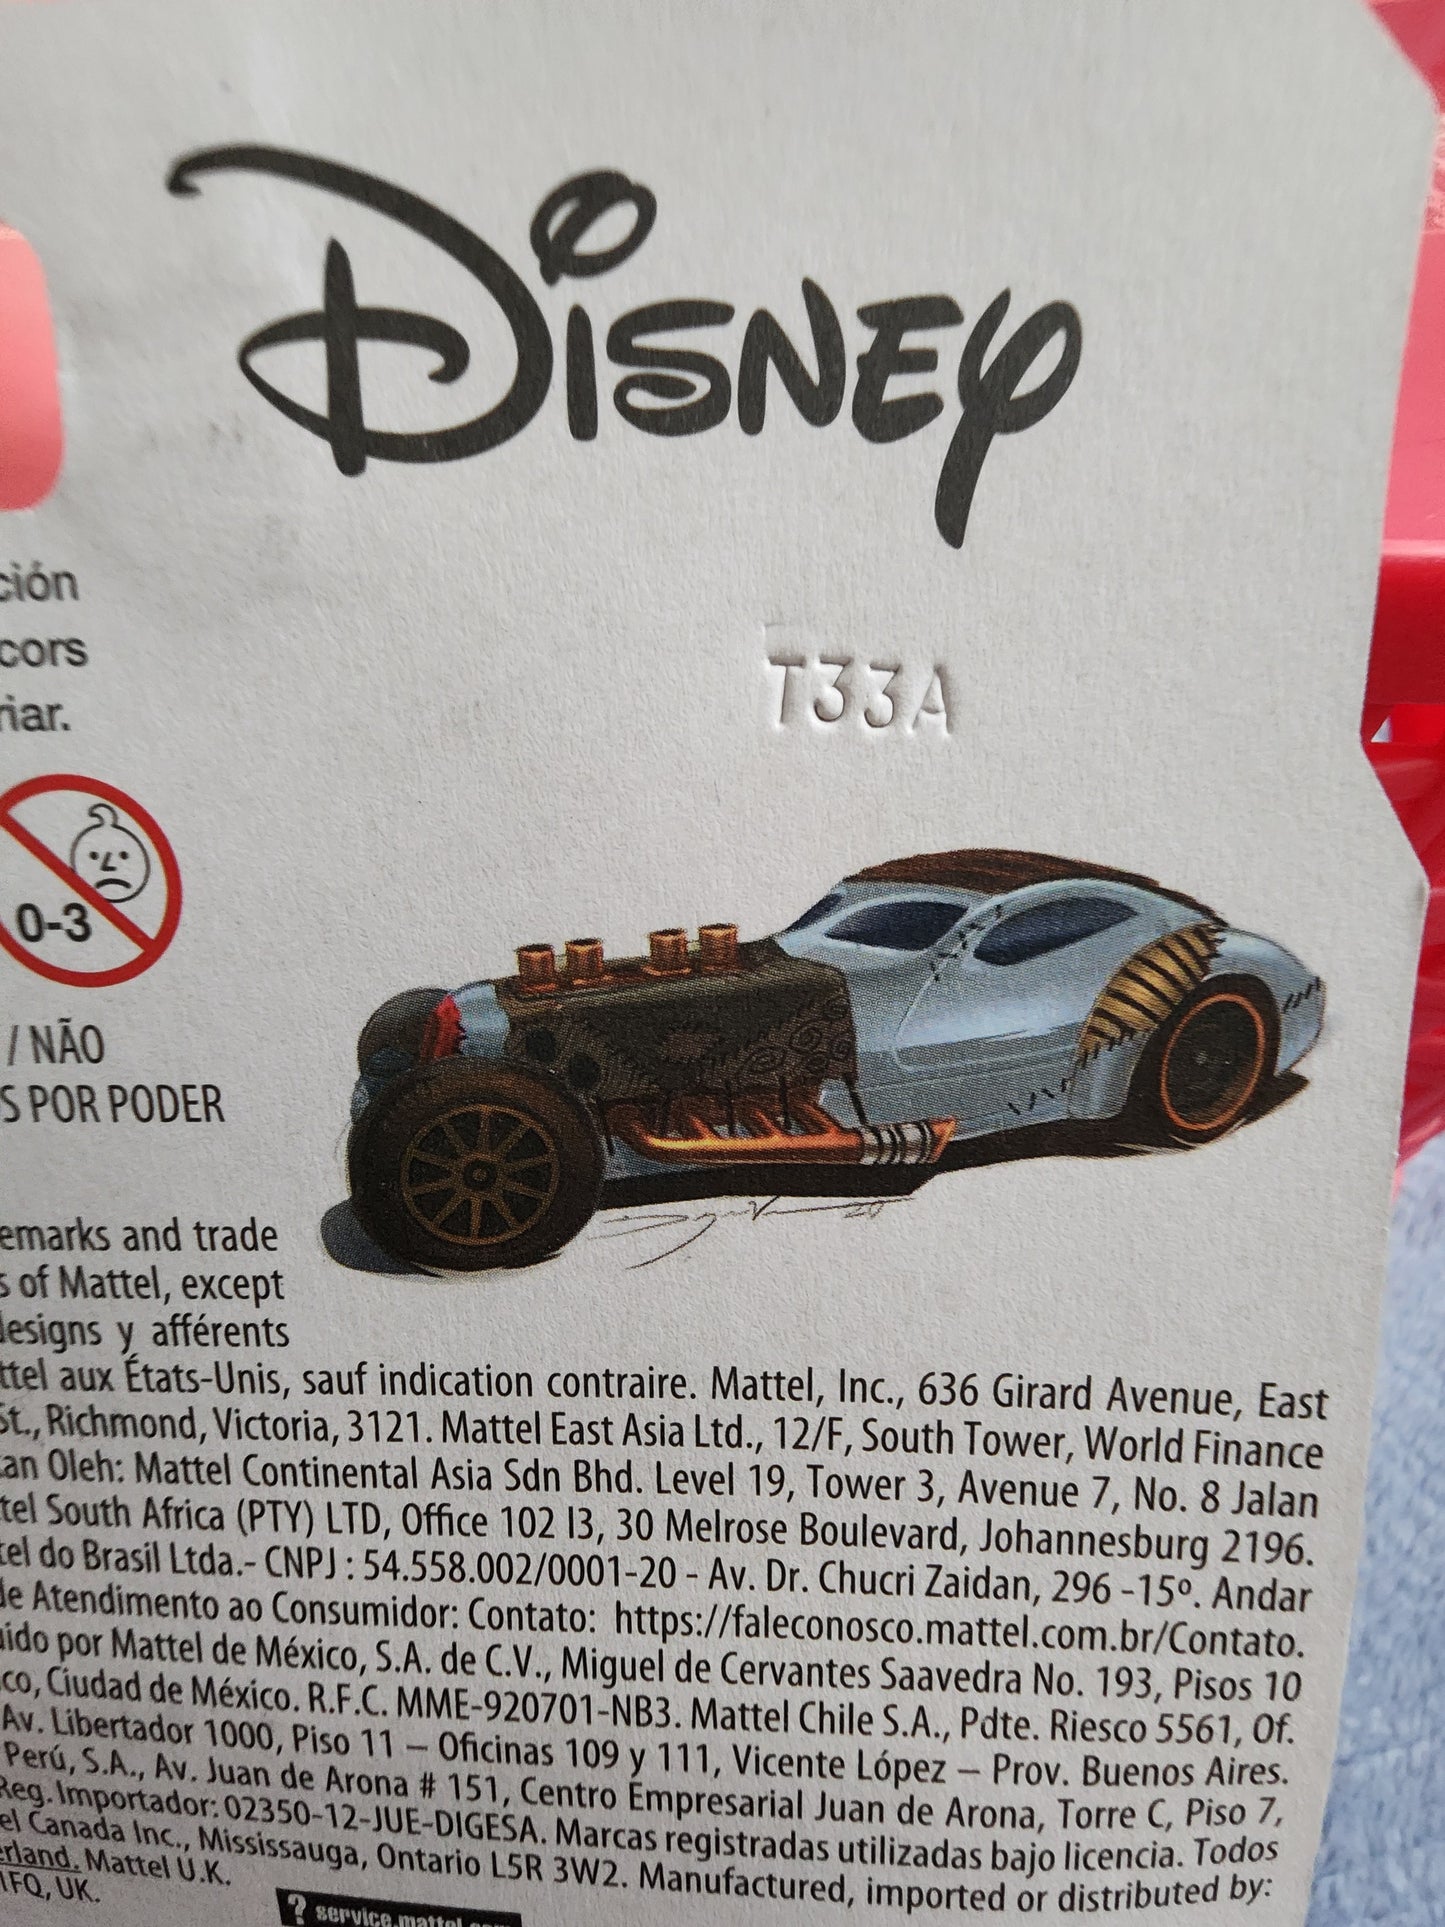 Disney
ción
cors
riar.
T33A
0-3
/ NÃO
S POR PODER
emarks and trade
s of Mattel, except
designs y afférents
ttel aux États-Unis, sauf indication contraire. Mattel, Inc., 636 Girard Avenue, East
St., Richmond, Victoria, 3121. Mattel East Asia Ltd., 12/F, South Tower, World Finance
an Oleh: Mattel Continental Asia Sdn Bhd. Level 19, Tower 3, Avenue 7, No. 8 Jalan
tel South Africa (PTY) LTD, Office 102 I3, 30 Melrose Boulevard, Johannesburg 2196.
tel do Brasil Ltda.- CNPJ : 54.558.002/0001-20 - Av. Dr. Chucri Zaidan, 296 -15º. Andar
de Atendimento ao Consumidor: Contato: https://faleconosco.mattel.com.br/Contato.
uido por Mattel de México, S.A. de C.V., Miguel de Cervantes Saavedra No. 193, Pisos 10
co, Ciudad de México. R.F.C. MME-920701-NB3. Mattel Chile S.A., Pdte. Riesco 5561, Of.
Av. Libertador 1000, Piso 11 – Oficinas 109 y 111, Vicente López – Prov. Buenos Aires.
Perú, S.A., Av. Juan de Arona # 151, Centro Empresarial Juan de Arona, Torre C, Piso 7,
Reg. Importador: 02350-12-JUE-DIGESA. Marcas registradas utilizadas bajo licencia. Todos
el Canada Inc., Mississauga, Ontario L5R 3W2. Manufactured, imported or distributed by:
erland. Mattel U.K.
1FQ, UK.
? service.mattel.com